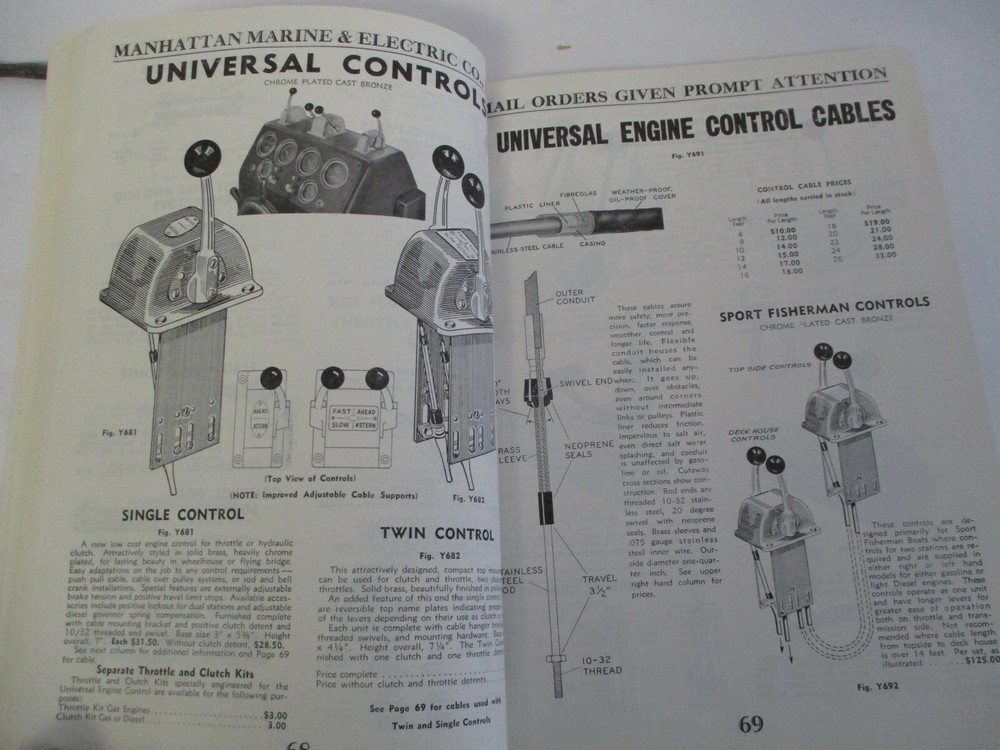 MANHATTAN MARINE & ELECTRIC CO.,
UNIVERSAL CONTROLS
CHROME PLATED CAST BRONZE
AHEAD
ASTERN
FAST AHEAD
SLOW ASTERN
Fig. Y681
(Top View of Controls)
(NOTE: Improved Adjustable Cable Supports)
Fig. Y682
SINGLE CONTROL
Fig. Y681
A new low cost engine control for throttle or hydraulic
clutch. Attractively styled in solid brass, heavily chrome
plated, for lasting beauty in wheelhouse or flying bridge.
Easy adaptations on the job to any control requirements —
push pull cable, cable over pulley systems, or rod and bell
crank installations. Special features are externally adjustable
brake tension and positive travel limit stops. Available acces-
sories include positive lockout for dual stations and adjustable
diesel governor spring compensation. Furnished complete
with cable mounting bracket and positive clutch detent and
10/32 threaded end swivel. Base size 3" x 5¾". Height
overall, 7". Each $31.50. Without clutch detent, $28.50.
See next column for additional information and Page 69
for cable.
Separate Throttle and Clutch Kits
Throttle and Clutch Kits specially engineered for the
Universal Engine Control are available for the following pur-
poses:
Throttle Kit Gas Engines $3.00
Clutch Kit Gas or Diesel 3.00
TWIN CONTROL
Fig. Y682
This attractively designed, compact top
can be used for clutch and throttle, two
throttles. Solid brass, beautifully finished in
An added feature of this and the single
are reversible top name plates indicating
of the levers depending on their use as clutch
Each unit is complete with cable hanger
threaded swivels, and mounting hardware.
x 4¼". Height overall, 7¼". The Twin
nished with one clutch and one throttle
Price complete
Price without clutch and throttle detents
See Page 69 for cables used
Twin and Single Controls
68
MAIL ORDERS GIVEN PROMPT ATTENTION
UNIVERSAL ENGINE CONTROL CABLES
Fig. Y691
PLASTIC LINER
FIBREGLAS
WEATHER-PROOF,
OIL-PROOF COVER
STEEL CABLE
CASING
CONTROL CABLE PRICES
(All lengths carried in stock)
Length Feet Price Per Length Length Feet Price Per Length
6 $10.00 18 $19.00
8 12.00 20 21.00
10 14.00 22 24.00
12 15.00 24 28.00
14 17.00 26 33.00
16 18.00
OUTER
CONDUIT
SWIVEL END
NEOPRENE
SEALS
TRAVEL
3½"
10-32
THREAD
These cables assure
more safety, more pre-
cision, faster response,
smoother control and
longer life. Flexible
conduit houses the
cable, which can be
easily installed any-
where. It goes up,
down, over obstacles,
even around corners
without intermediate
links or pulleys. Plastic
liner reduces friction.
Impervious to salt air,
even direct salt water
splashing, and conduit
is unaffected by gaso-
line or oil. Cutaway
cross sections show con-
struction. Rod ends are
threaded 10-32 stain-
less steel, 20 degree
swivel with neoprene
seals. Brass sleeves and
.075 gauge stainless
steel inner wire. Out-
side diameter one-quar-
ter inch. See upper
right hand column for
prices.
SPORT FISHERMAN CONTROLS
CHROME PLATED CAST BRONZE
TOP SIDE CONTROLS
DECK HOUSE
CONTROLS
These controls are de-
signed primarily for Sport
Fisherman Boats where con-
trols for two stations are re-
quired and are supplied in
either right or left hand
models for either gasoline or
light Diesel engines. These
controls operate as one unit
and have longer levers for
greater ease of operation
both on throttle and trans-
mission side. Not recom-
mended where cable length
from topside to deck house
is over 14 feet. Per set, as
illustrated $125.00
Fig. Y692
69